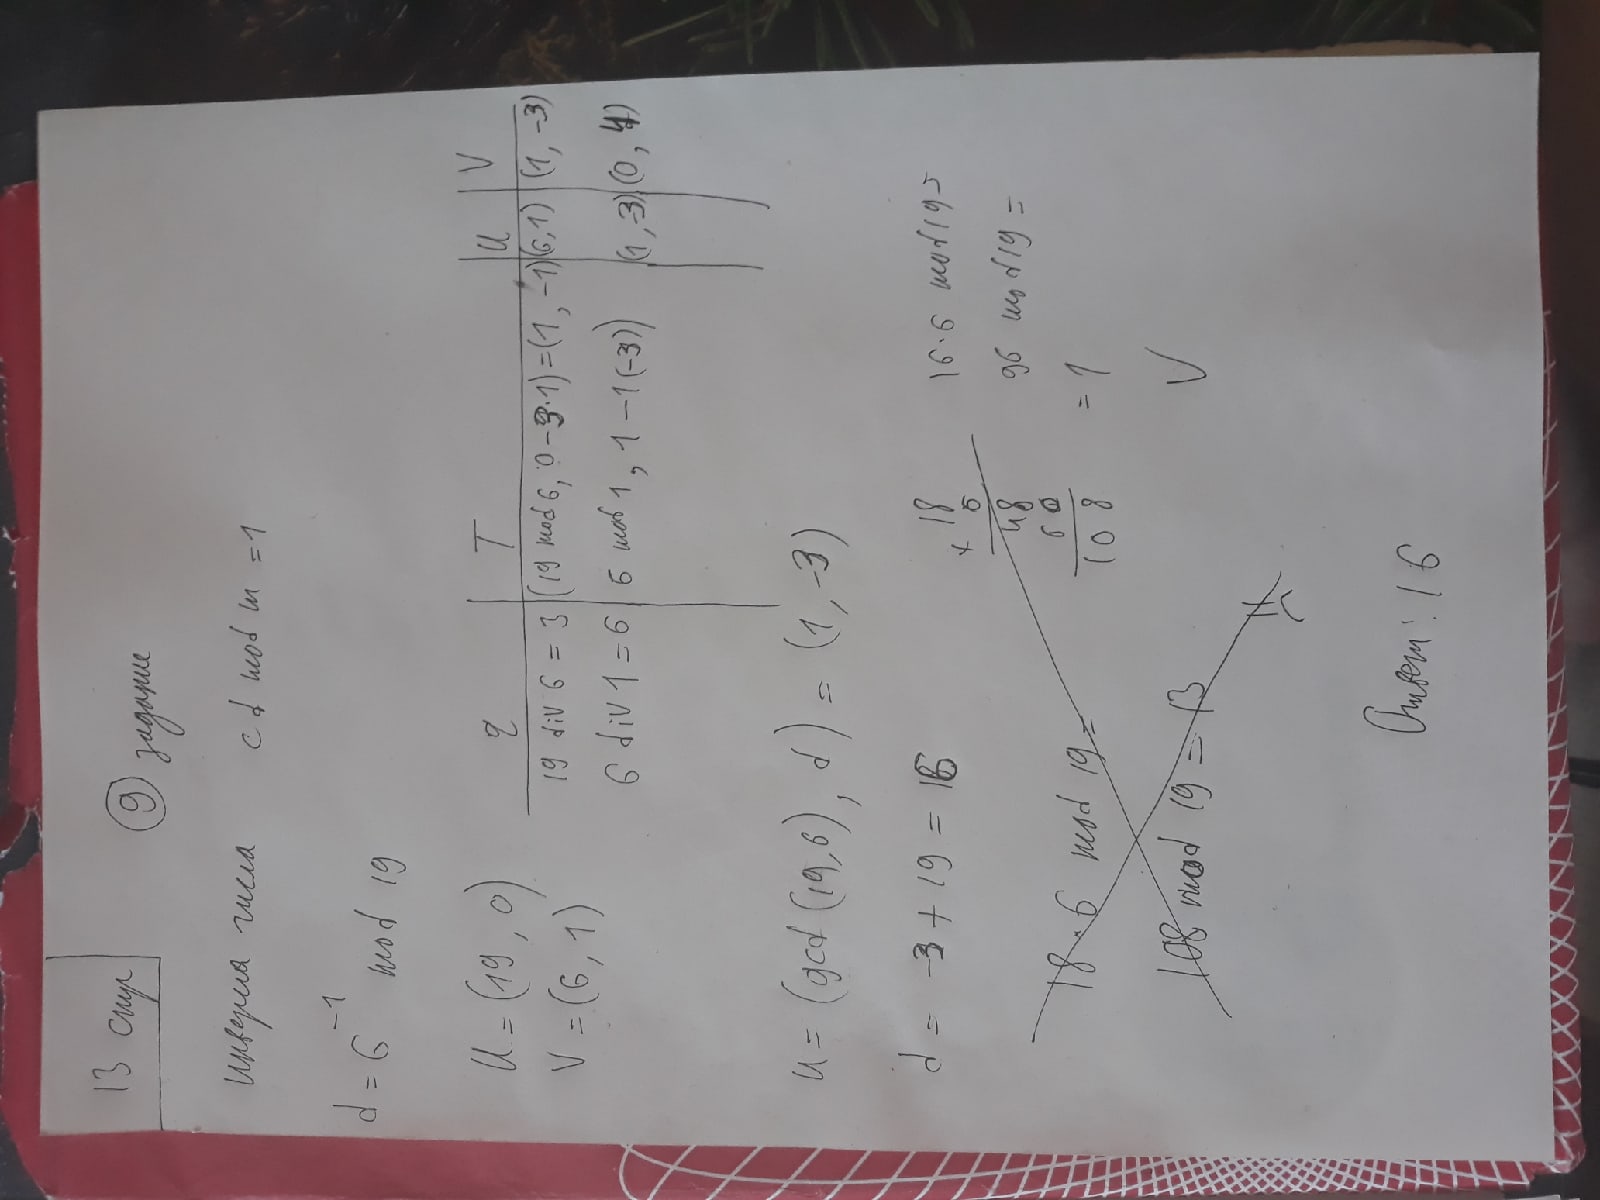 13 стр
9 задание
инверсия числа cd mod m = 1
d = 6^-1 mod 19
U = (19, 0)
V = (6, 1)
q T U V
19 div 6 = 3 (19 mod 6, 0 - 3·1) = (1, -1) (6, 1) (1, -3)
6 div 1 = 6 6 mod 1, 1 - 1(-3)) (1, -3) (0, 4)
U = (gcd (19, 6), d) = (1, -3)
d = -3 + 19 = 16
18·6 mod 19 =
108 mod 19 = 13
18
× 6
48
60
108
16·6 mod 19 =
96 mod 19 =
= 1
V
Ответ: 16